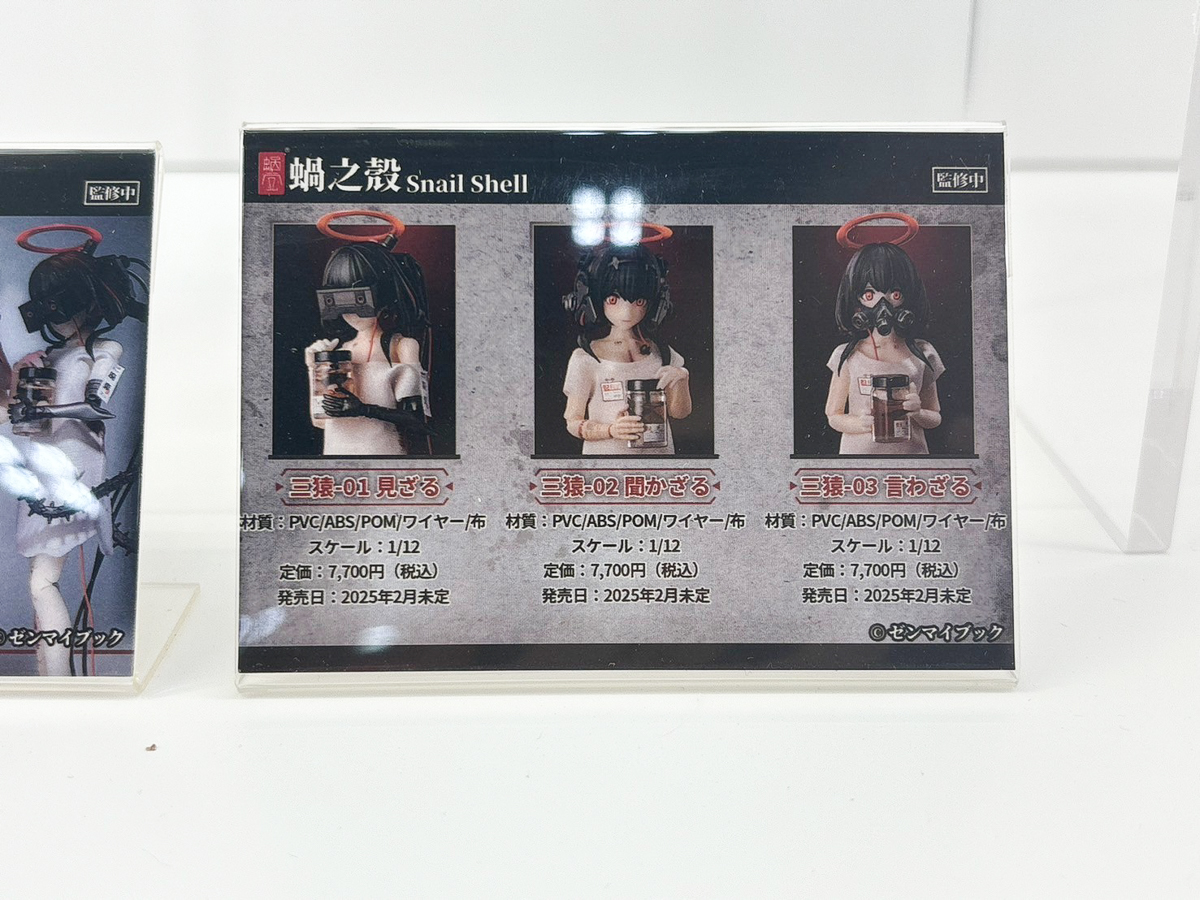 監修中
ゼンマイブック
蝸之殼 Snail Shell
監修中
三猿-01 見ざる
材質：PVC/ABS/POM/ワイヤー/布
スケール：1/12
定価：7,700円（税込）
発売日：2025年2月未定
三猿-02 聞かざる
材質：PVC/ABS/POM/ワイヤー/布
スケール：1/12
定価：7,700円（税込）
発売日：2025年2月未定
三猿-03 言わざる
材質：PVC/ABS/POM/ワイヤー/布
スケール：1/12
定価：7,700円（税込）
発売日：2025年2月未定
©ゼンマイブック